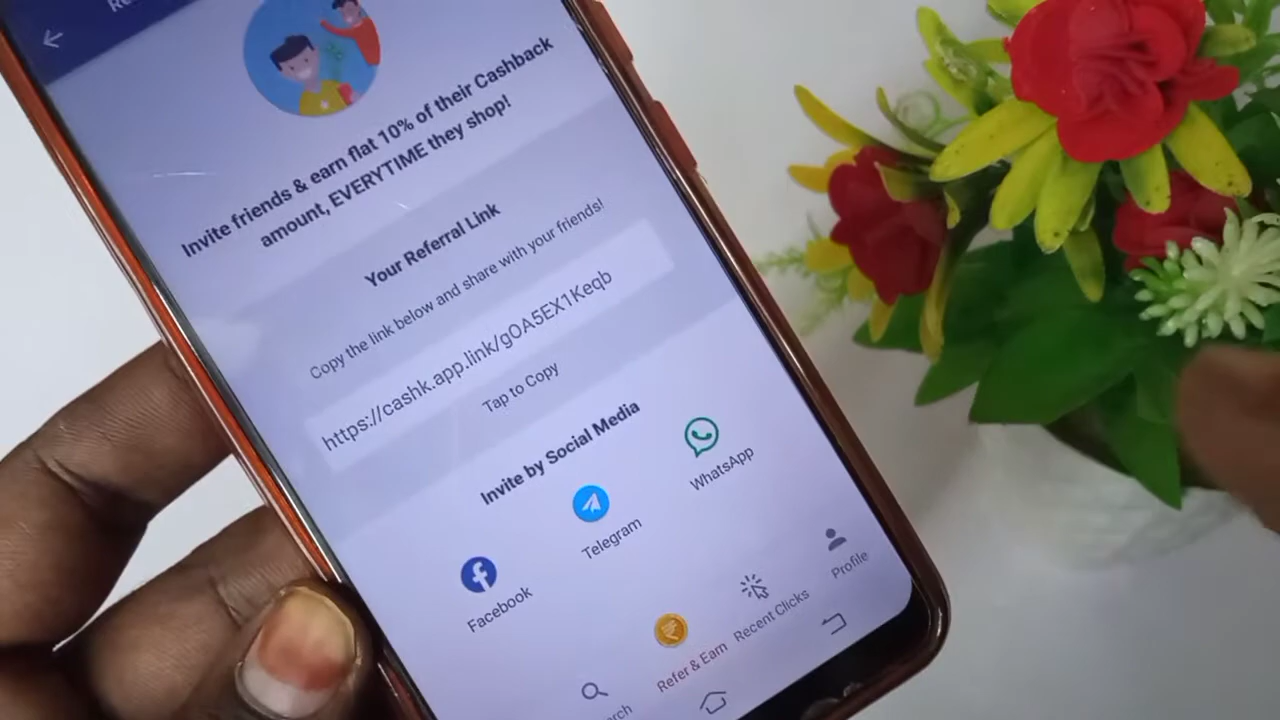 Invite friends & earn flat 10% of their Cashback
amount, EVERYTIME they shop!
Your Referral Link
Copy the link below and share with your friends!
https://cashk.app.link/gOA5EX1Keqb
Tap to Copy
Invite by Social Media
Facebook
Telegram
WhatsApp
Refer & Earn
Recent Clicks
Profile